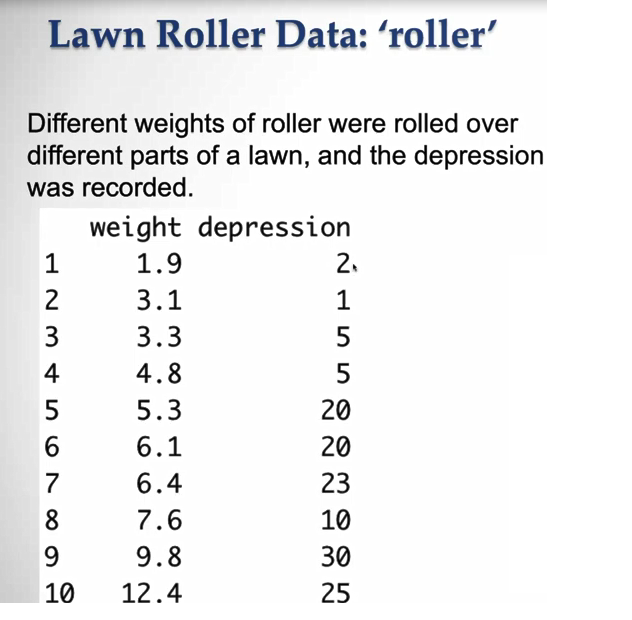 Lawn Roller Data: ‘roller’
Different weights of roller were rolled over
different parts of a lawn, and the depression
was recorded.
weight depression
1 1.9 2
2 3.1 1
3 3.3 5
4 4.8 5
5 5.3 20
6 6.1 20
7 6.4 23
8 7.6 10
9 9.8 30
10 12.4 25